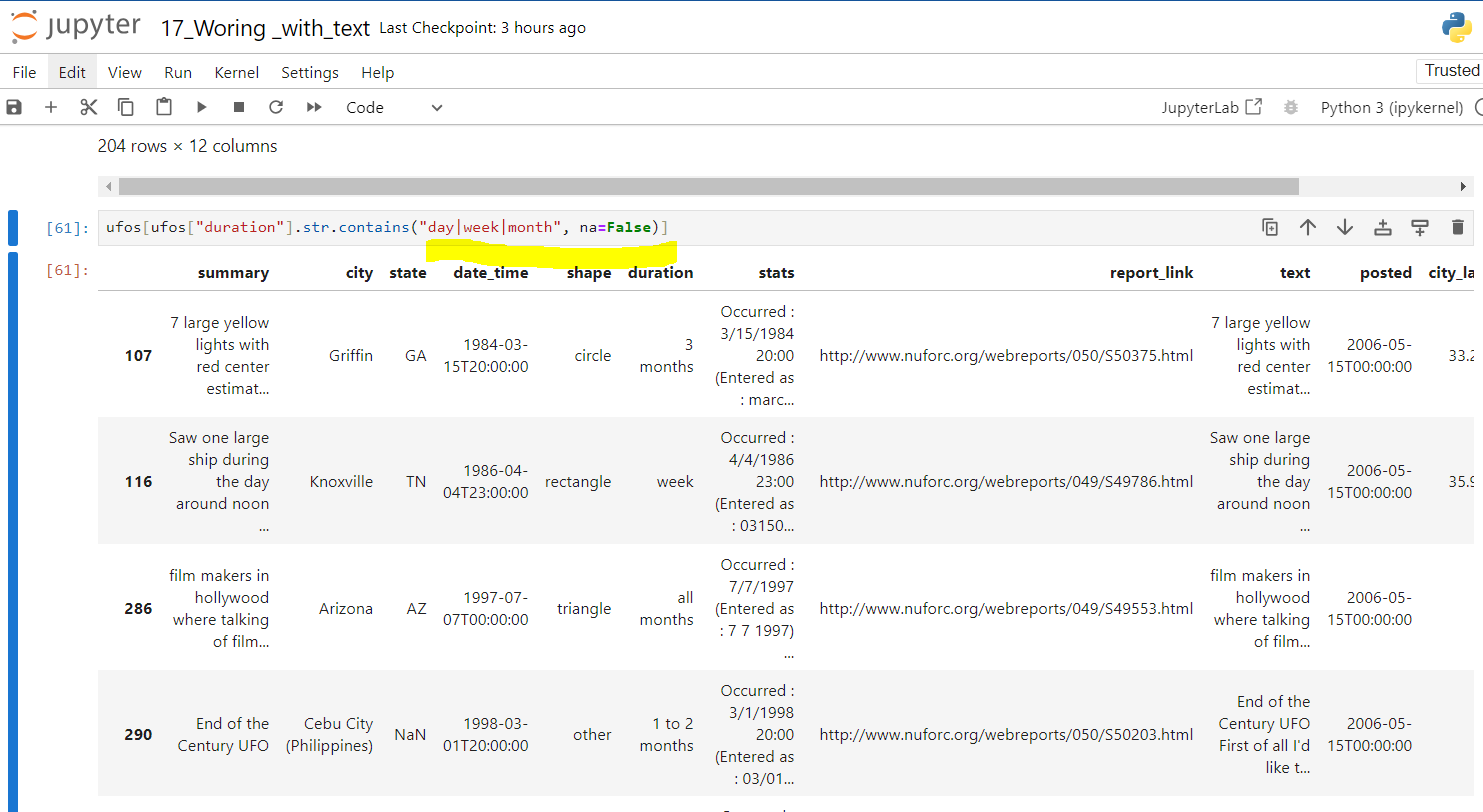 jupyter 17_Woring _with_text Last Checkpoint: 3 hours ago
File Edit View Run Kernel Settings Help Trusted
Code JupyterLab Python 3 (ipykernel)
204 rows × 12 columns
[61]: ufos[ufos["duration"].str.contains("day|week|month", na=False)]
[61]: summary city state date_time shape duration stats report_link text posted city_la
107 7 large yellow lights with red center estimat... Griffin GA 1984-03-15T20:00:00 circle 3 months Occurred : 3/15/1984 20:00 (Entered as : marc... http://www.nuforc.org/webreports/050/S50375.html 7 large yellow lights with red center estimat... 2006-05-15T00:00:00 33.2
116 Saw one large ship during the day around noon ... Knoxville TN 1986-04-04T23:00:00 rectangle week Occurred : 4/4/1986 23:00 (Entered as : 03150... http://www.nuforc.org/webreports/049/S49786.html Saw one large ship during the day around noon ... 2006-05-15T00:00:00 35.9
286 film makers in hollywood where talking of film... Arizona AZ 1997-07-07T00:00:00 triangle all months Occurred : 7/7/1997 (Entered as : 7 7 1997) ... http://www.nuforc.org/webreports/049/S49553.html film makers in hollywood where talking of film... 2006-05-15T00:00:00
290 End of the Century UFO Cebu City (Philippines) NaN 1998-03-01T20:00:00 other 1 to 2 months Occurred : 3/1/1998 20:00 (Entered as : 03/01... http://www.nuforc.org/webreports/050/S50203.html End of the Century UFO First of all I'd like t... 2006-05-15T00:00:00